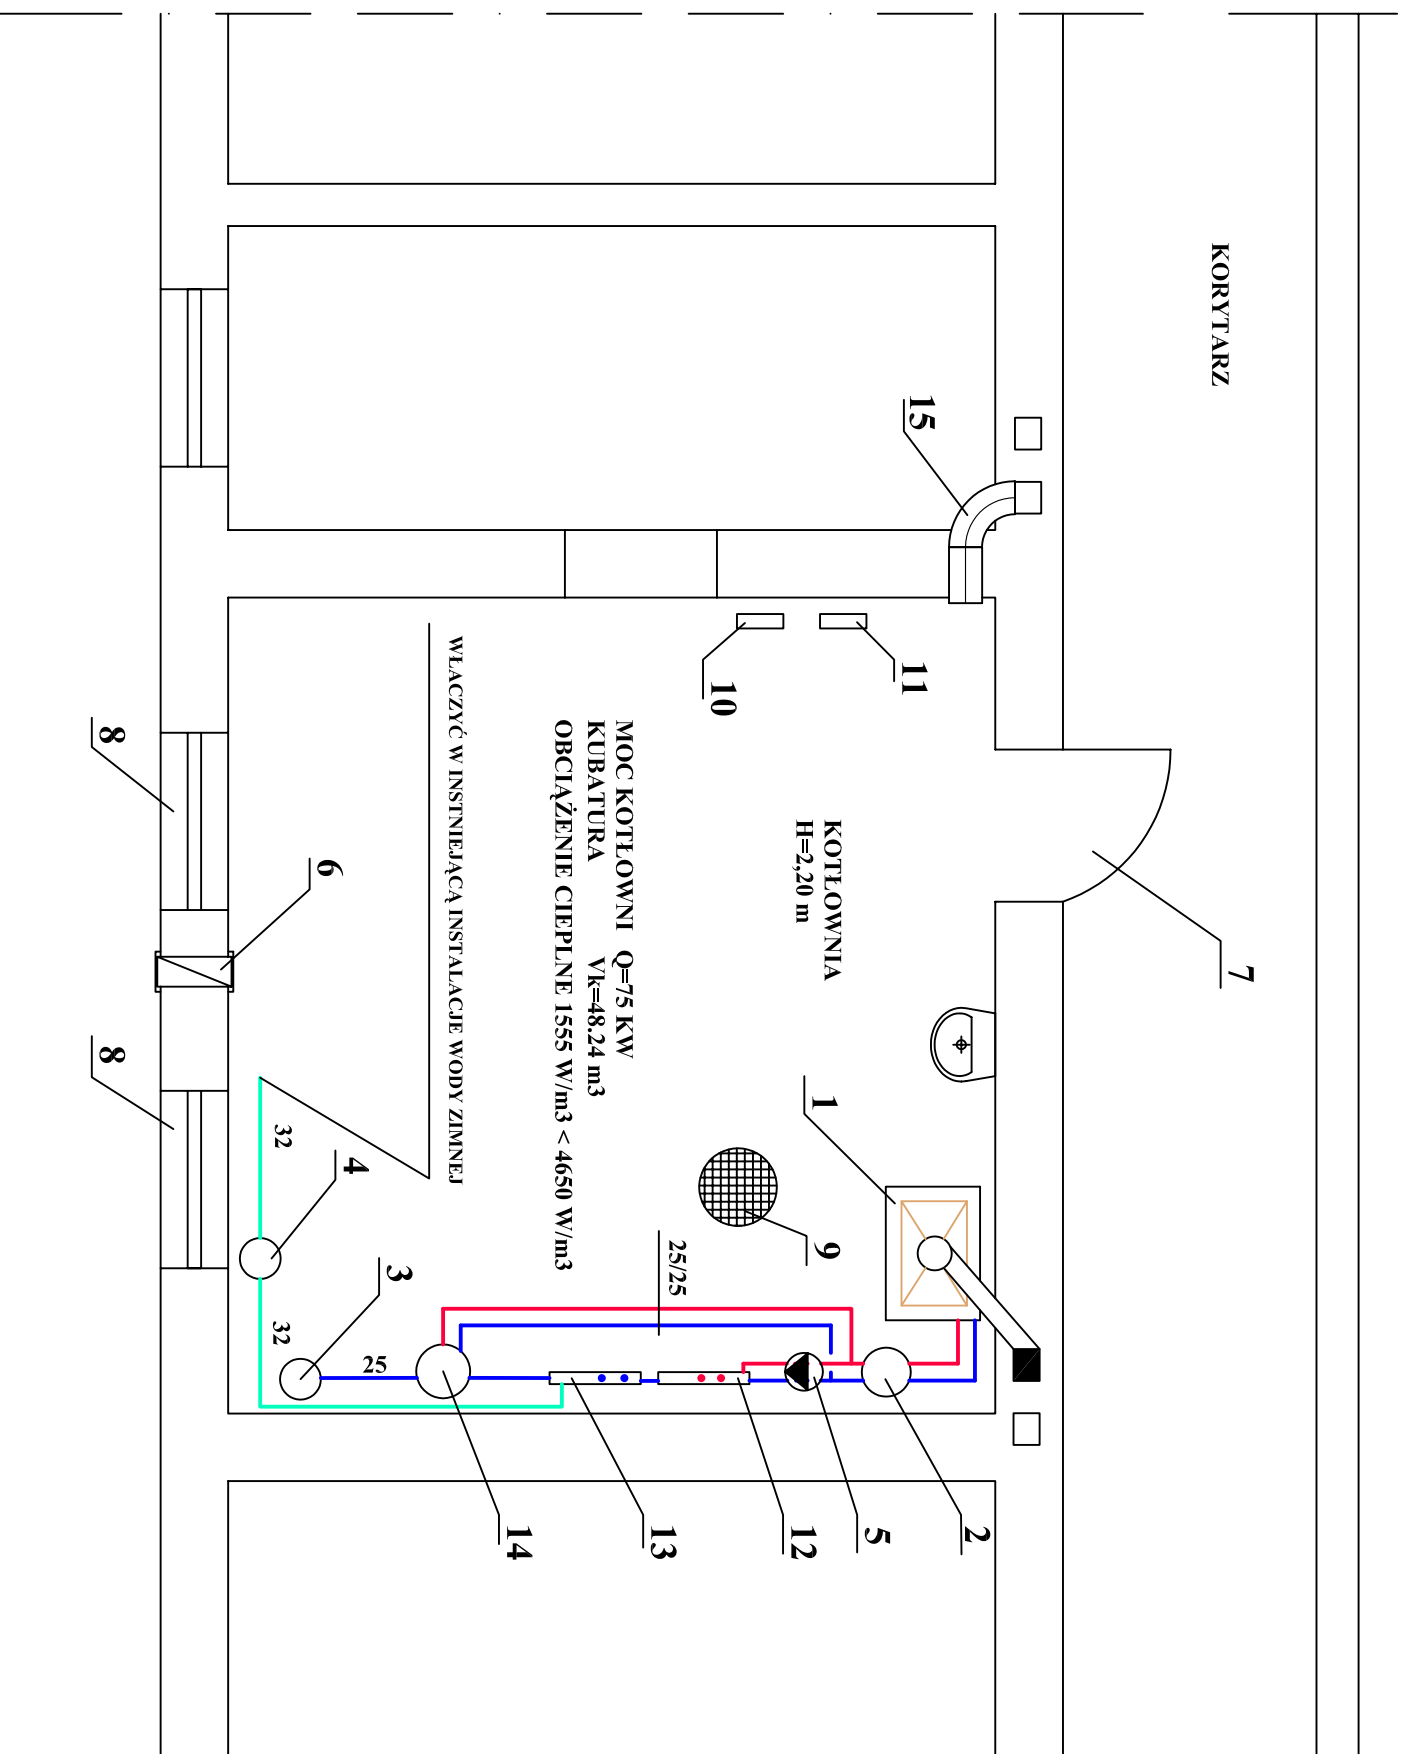 KORYTARZ
15
11
10
7
KOTŁOWNIA
H=2,20 m
MOC KOTŁOWNI Q=75 KW
KUBATURA Vk=48.24 m3
OBCIĄŻENIE CIEPLNE 1555 W/m3 < 4650 W/m3
WŁACZYĆ W INSTNIEJĄCĄ INSTALACJE WODY ZIMNEJ
8
6
8
1
9
25/25
4
3
32
32
25
2
5
12
13
14